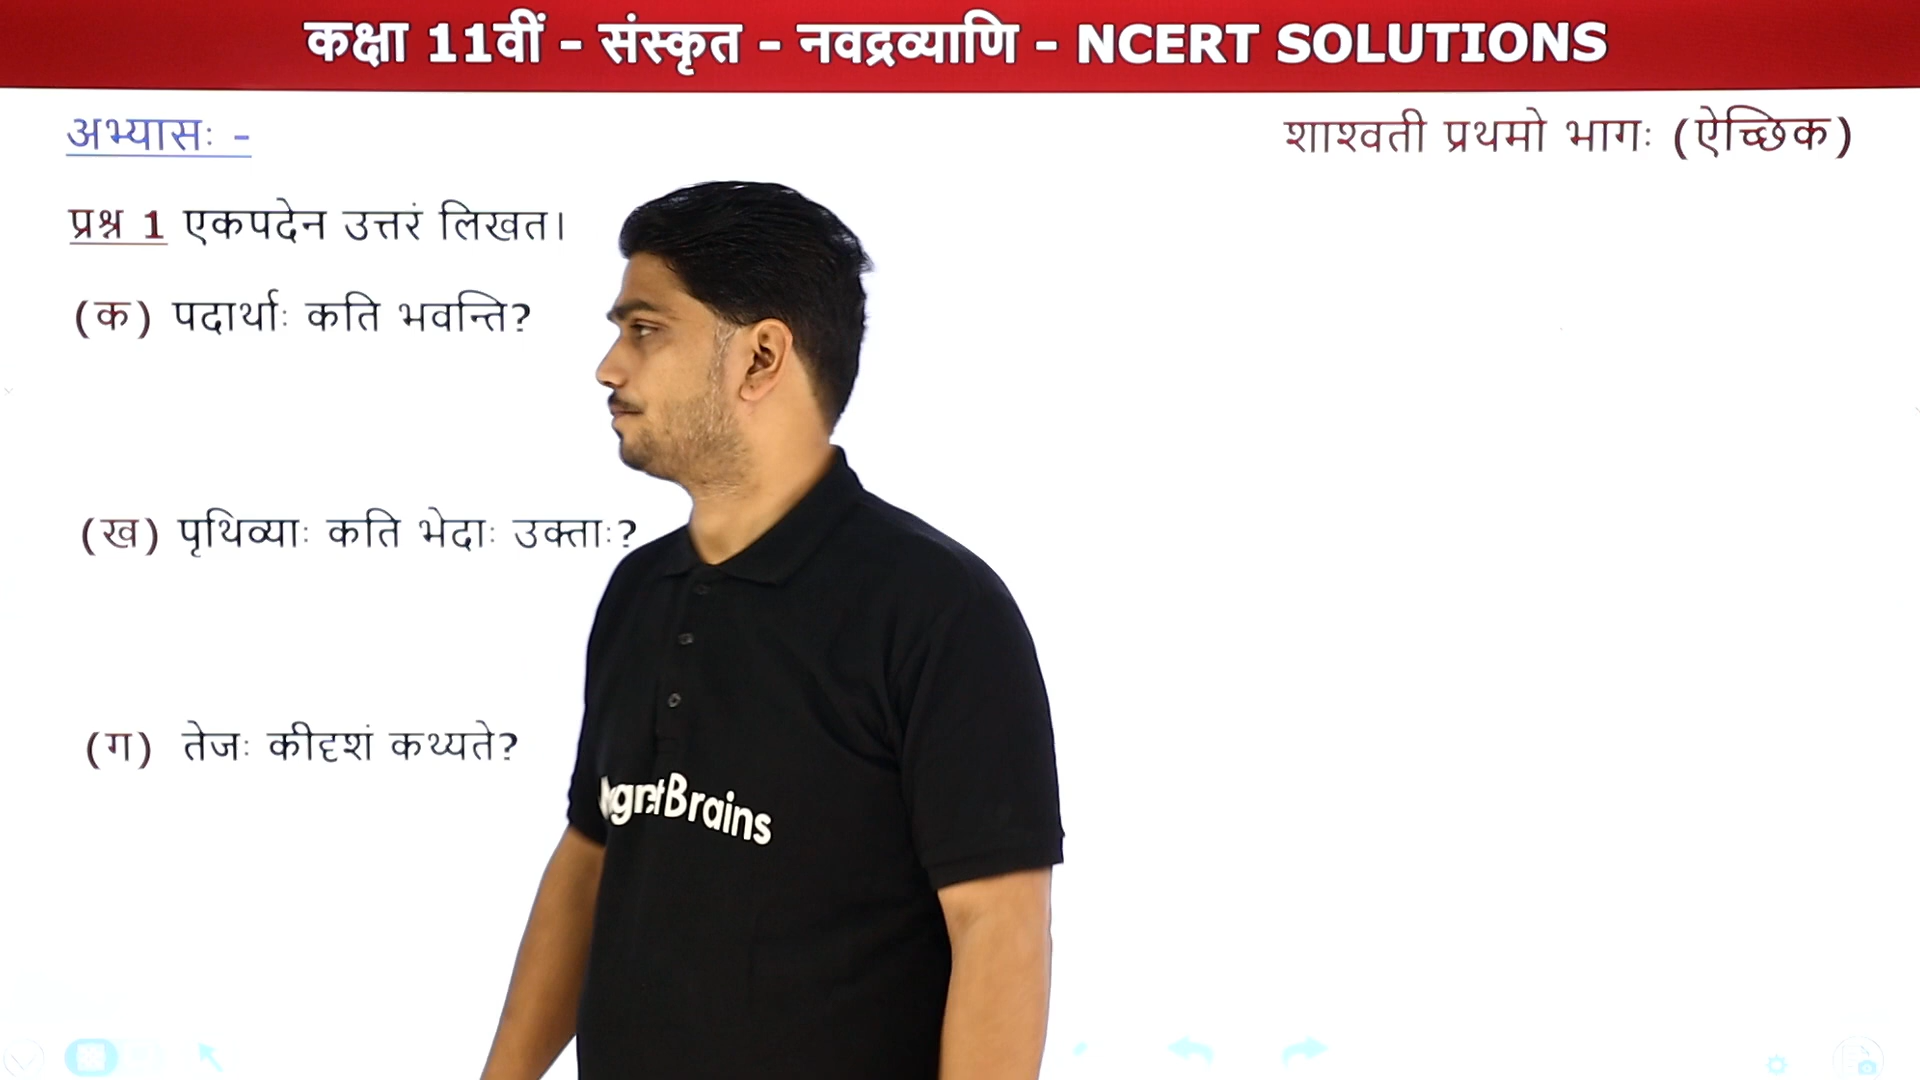 कक्षा 11वीं - संस्कृत - नवद्रव्याणि - NCERT SOLUTIONS
अभ्यासः -
शाश्वती प्रथमो भागः (ऐच्छिक)
प्रश्न 1 एकपदेन उत्तरं लिखत।
(क) पदार्थाः कति भवन्ति?
(ख) पृथिव्याः कति भेदाः उक्ताः?
(ग) तेजः कीदृशं कथ्यते?
Brains